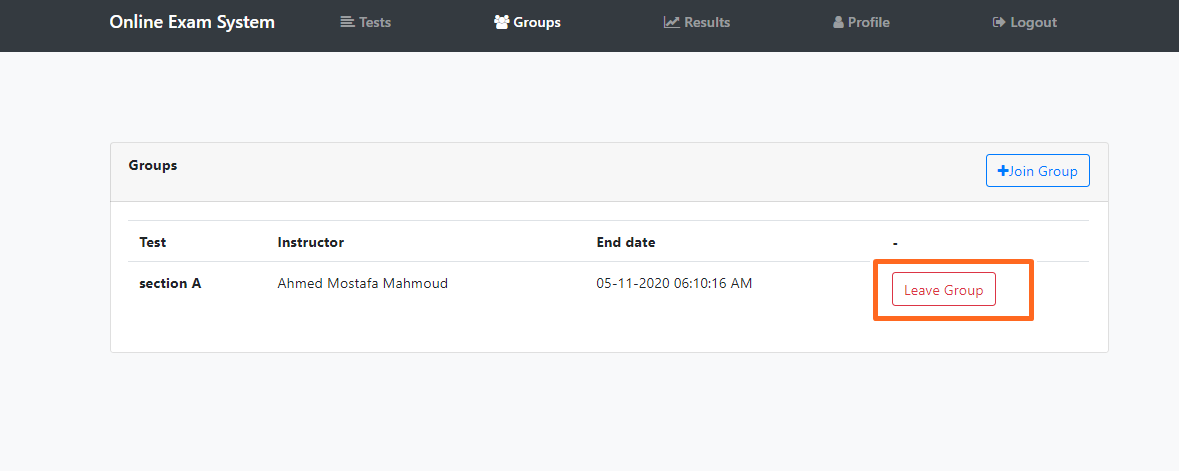 Online Exam System Tests Groups Results Profile Logout
Groups +Join Group
Test Instructor End date -
section A Ahmed Mostafa Mahmoud 05-11-2020 06:10:16 AM Leave Group